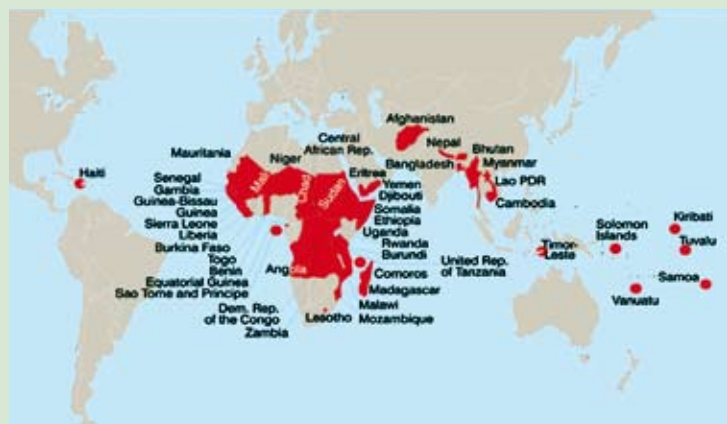 Haiti
Mauritania
Senegal
Gambia
Guinea-Bissau
Guinea
Sierra Leone
Liberia
Burkina Faso
Togo
Benin
Equatorial Guinea
Sao Tome and Principe
Dem. Rep.
of the Congo
Zambia
Mali
Niger
Chad
Sudan
Angola
Central
African Rep.
Eritrea
Yemen
Djibouti
Somalia
Ethiopia
Uganda
Rwanda
Burundi
Comoros
Madagascar
Malawi
Mozambique
Lesotho
United Rep.
of Tanzania
Afghanistan
Nepal
Bhutan
Bangladesh
Myanmar
Lao PDR
Cambodia
Timor-
Leste
Solomon
Islands
Kiribati
Tuvalu
Samoa
Vanuatu